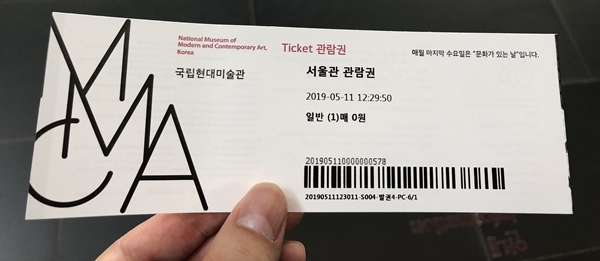 MMCA
National Museum of
Modern and Contemporary Art,
Korea
국립현대미술관
Ticket 관람권
매월 마지막 수요일은 "문화가 있는 날"입니다.
서울관 관람권
2019-05-11 12:29:50
일반 (1)매 0원
201905110000000578
20190511123011-S004-발권4-PC-6/1